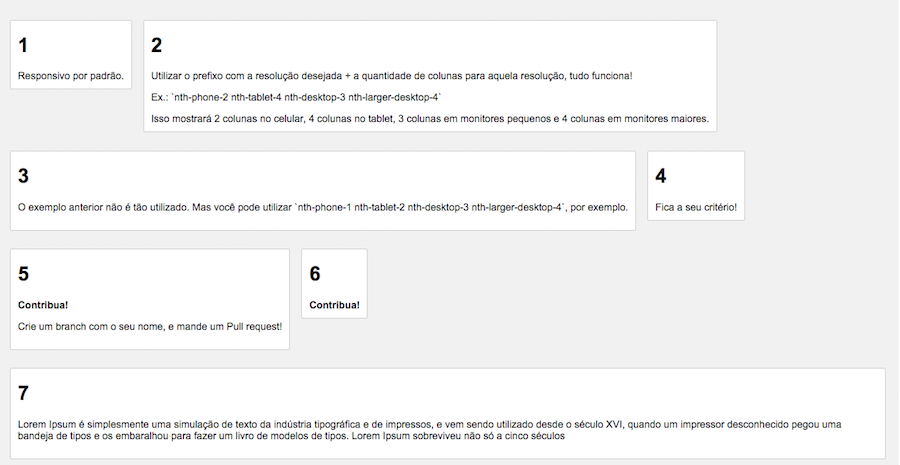 1
Responsivo por padrão.
2
Utilizar o prefixo com a resolução desejada + a quantidade de colunas para aquela resolução, tudo funciona!
Ex.: `nth-phone-2 nth-tablet-4 nth-desktop-3 nth-larger-desktop-4`
Isso mostrará 2 colunas no celular, 4 colunas no tablet, 3 colunas em monitores pequenos e 4 colunas em monitores maiores.
3
O exemplo anterior não é tão utilizado. Mas você pode utilizar `nth-phone-1 nth-tablet-2 nth-desktop-3 nth-larger-desktop-4`, por exemplo.
4
Fica a seu critério!
5
Contribua!
Crie um branch com o seu nome, e mande um Pull request!
6
Contribua!
7
Lorem Ipsum é simplesmente uma simulação de texto da indústria tipográfica e de impressos, e vem sendo utilizado desde o século XVI, quando um impressor desconhecido pegou uma
bandeja de tipos e os embaralhou para fazer um livro de modelos de tipos. Lorem Ipsum sobreviveu não só a cinco séculos